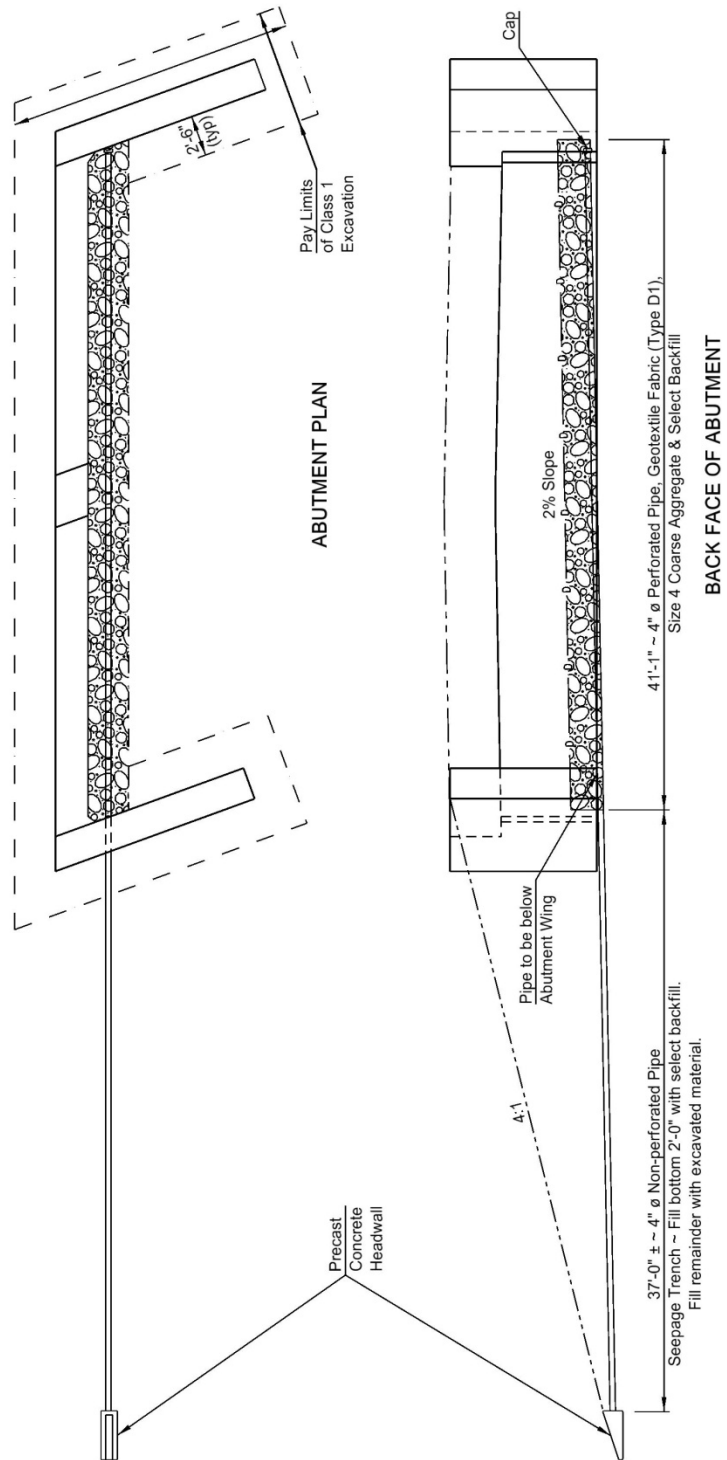 2'-6"
(typ)
Pay Limits
of Class 1
Excavation
ABUTMENT PLAN
Precast
Concrete
Headwall
Cap
2% Slope
4:1
Pipe to be below
Abutment Wing
37'-0" ± ~ 4" ø Non-perforated Pipe
Seepage Trench ~ Fill bottom 2'-0" with select backfill.
Fill remainder with excavated material.
41'-1" ~ 4" ø Perforated Pipe, Geotextile Fabric (Type D1),
Size 4 Coarse Aggregate & Select Backfill
BACK FACE OF ABUTMENT